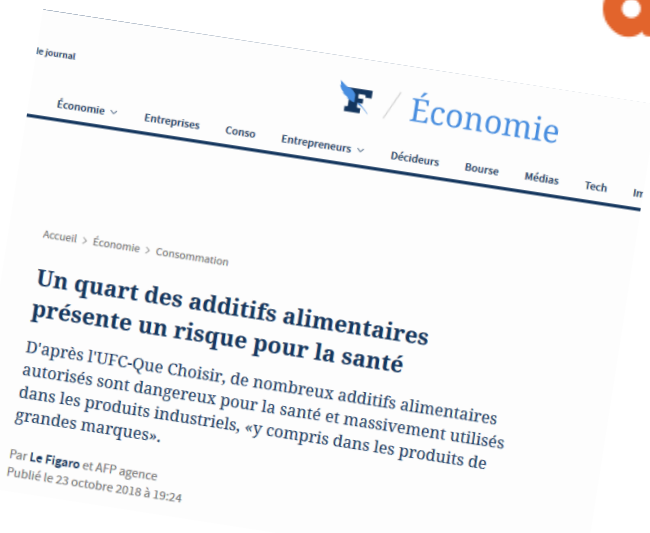 le journal
F / Économie
Économie
Entreprises
Conso
Entrepreneurs
Décideurs
Bourse
Médias
Tech
Accueil > Économie > Consommation
Un quart des additifs alimentaires
présente un risque pour la santé
D'après l'UFC-Que Choisir, de nombreux additifs alimentaires
autorisés sont dangereux pour la santé et massivement utilisés
dans les produits industriels, «y compris dans les produits de
grandes marques».
Par Le Figaro et AFP agence
Publié le 23 octobre 2018 à 19:24